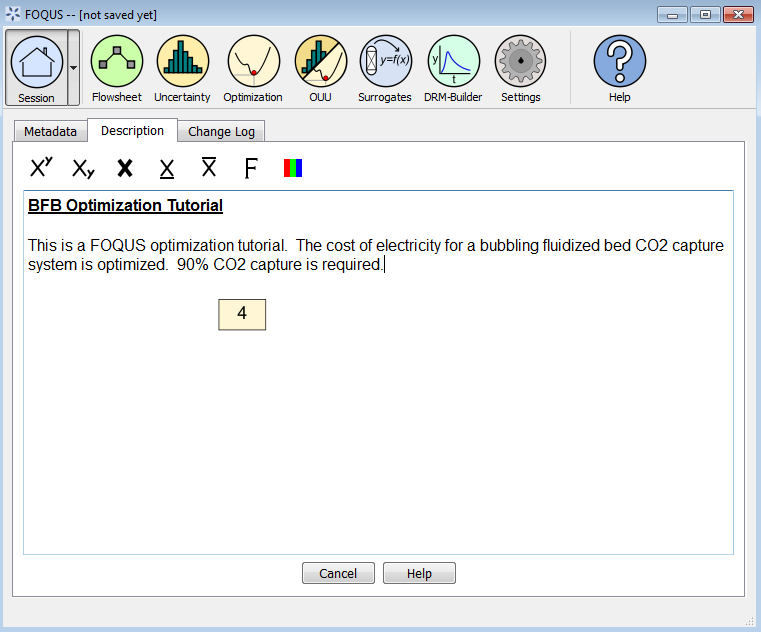 FOQUS -- [not saved yet]
y=f(x)
y
t
?
Session Flowsheet Uncertainty Optimization OUU Surrogates DRM-Builder Settings Help
Metadata Description Change Log
Xy Xy X X X F
BFB Optimization Tutorial
This is a FOQUS optimization tutorial.  The cost of electricity for a bubbling fluidized bed CO2 capture
system is optimized.  90% CO2 capture is required.
4
Cancel Help